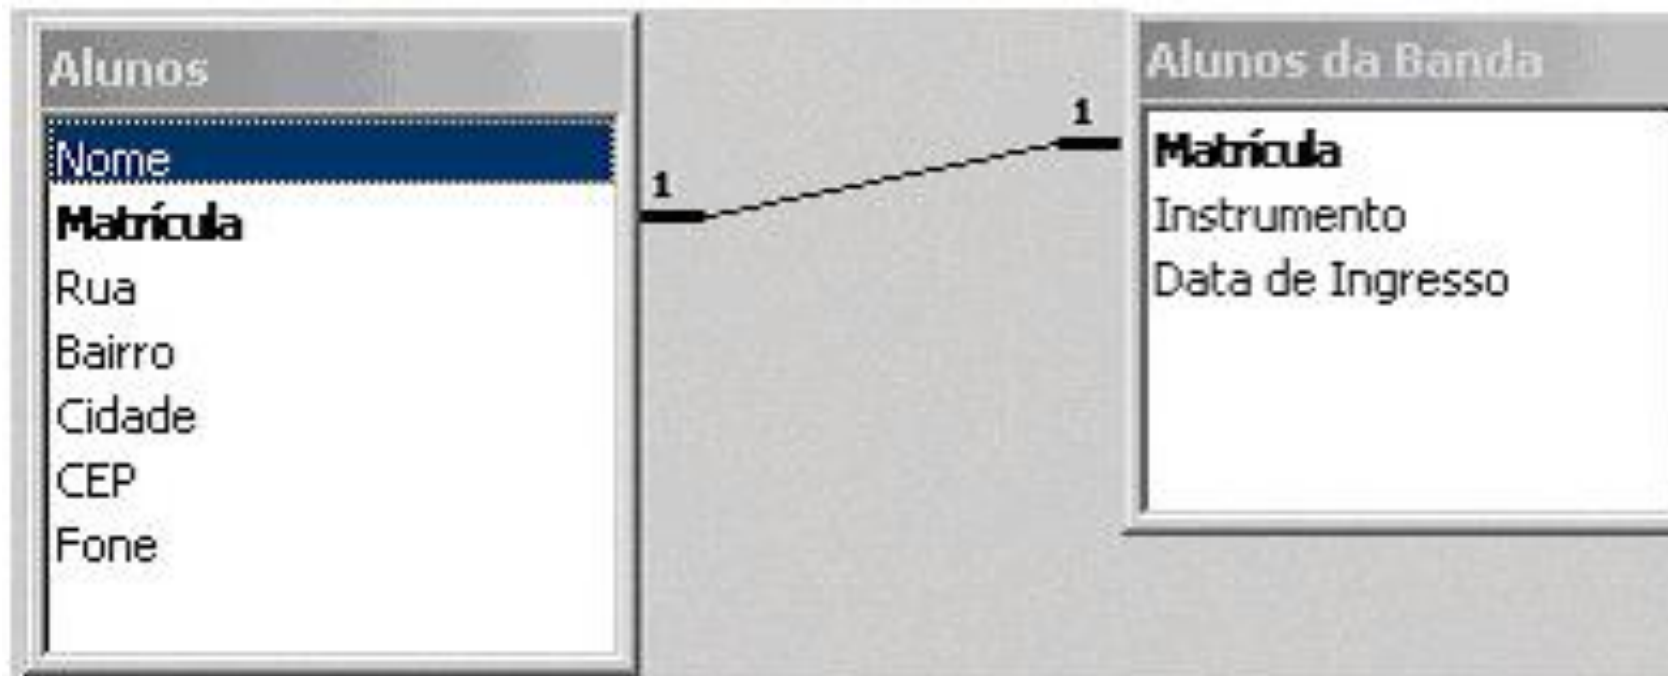 Alunos
Nome
Matrícula
Rua
Bairro
Cidade
CEP
Fone
1
1
Alunos da Banda
Matrícula
Instrumento
Data de Ingresso